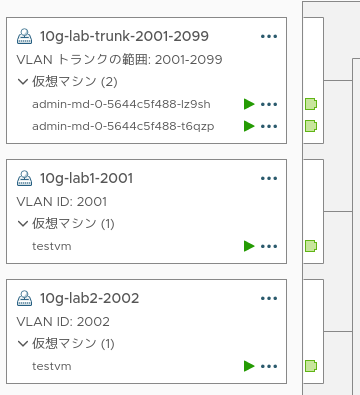 10g-lab-trunk-2001-2099
VLAN トランクの範囲: 2001-2099
仮想マシン (2)
admin-md-0-5644c5f488-lz9sh
admin-md-0-5644c5f488-t6qzp
10g-lab1-2001
VLAN ID: 2001
仮想マシン (1)
testvm
10g-lab2-2002
VLAN ID: 2002
仮想マシン (1)
testvm